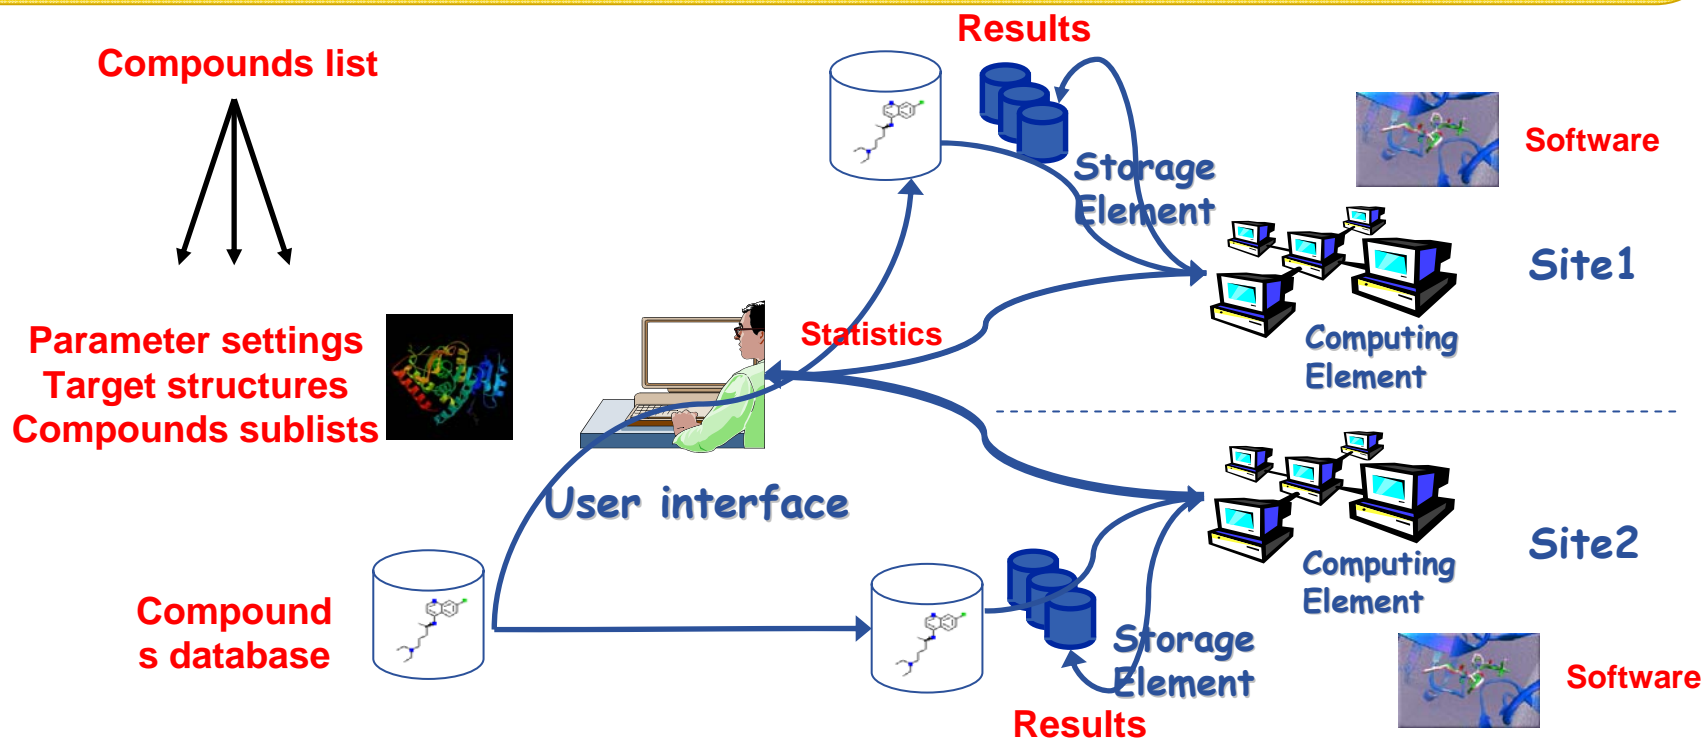 Results
Compounds list
Software
Storage
Element
Site1
Parameter settings
Target structures
Compounds sublists
Statistics
Computing
Element
User interface
Site2
Computing
Element
Compound
s database
Storage
Element
Software
Results